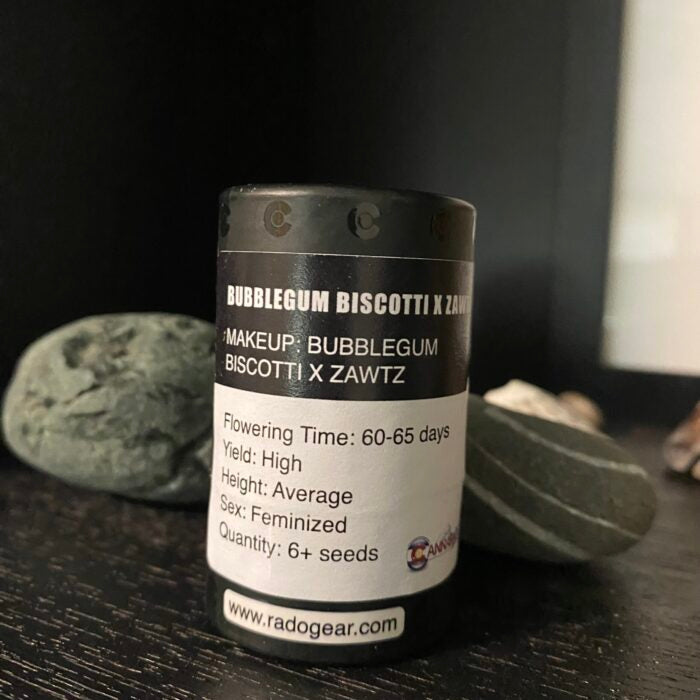 BUBBLEGUM BISCOTTI X
MAKEUP: BUBBLEGUM
BISCOTTI X ZAWTZ
Flowering Time: 60-65 days
Yield: High
Height: Average
Sex: Feminized
Quantity: 6+ seeds
www.radogear.com